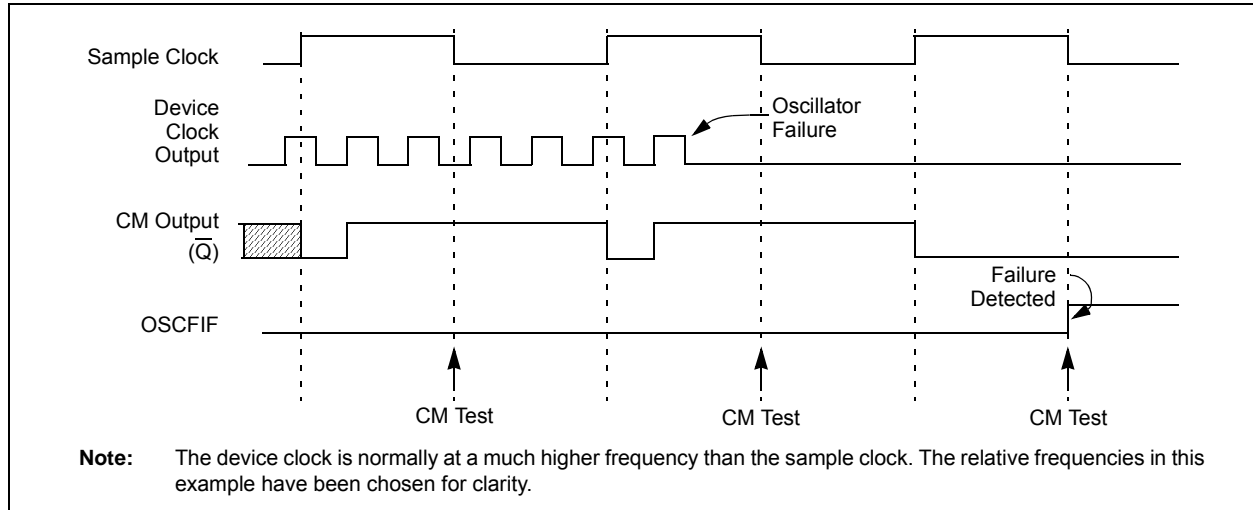 Sample Clock
Device
Clock
Output
Oscillator
Failure
CM Output
(Q̅)
Failure
Detected
OSCFIF
CM Test
CM Test
CM Test
Note: The device clock is normally at a much higher frequency than the sample clock. The relative frequencies in this
example have been chosen for clarity.